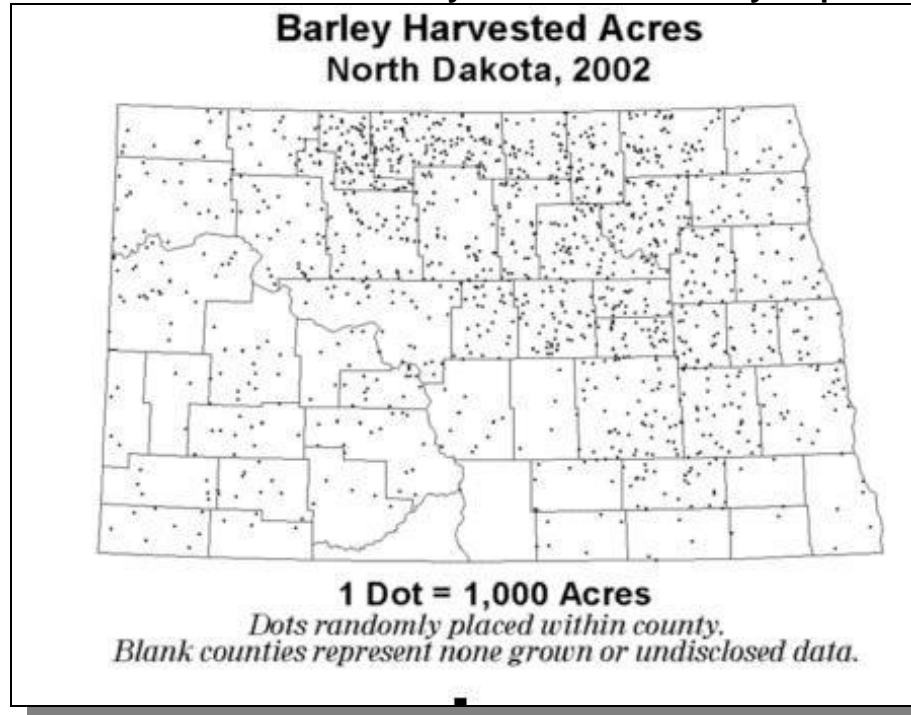 Barley Harvested Acres
North Dakota, 2002
1 Dot = 1,000 Acres
Dots randomly placed within county.
Blank counties represent none grown or undisclosed data.